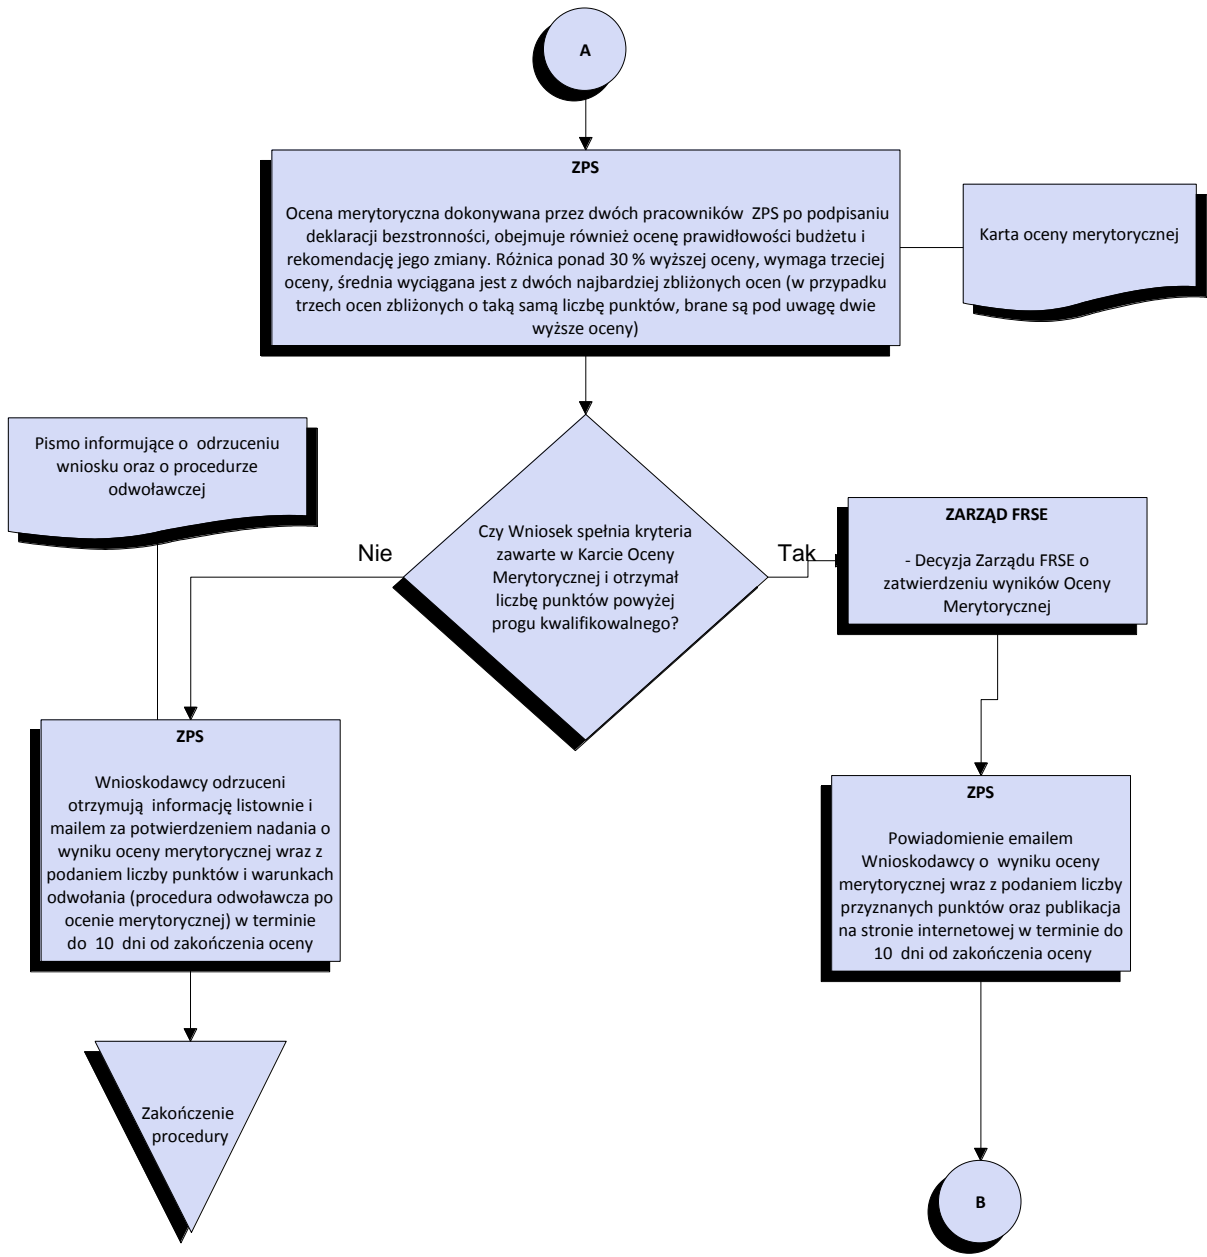 A
ZPS
Ocena merytoryczna dokonywana przez dwóch pracowników ZPS po podpisaniu
deklaracji bezstronności, obejmuje również ocenę prawidłowości budżetu i
rekomendację jego zmiany. Różnica ponad 30 % wyższej oceny, wymaga trzeciej
oceny, średnia wyciągana jest z dwóch najbardziej zbliżonych ocen (w przypadku
trzech ocen zbliżonych o taką samą liczbę punktów, brane są pod uwagę dwie
wyższe oceny)
Karta oceny merytorycznej
Pismo informujące o odrzuceniu
wniosku oraz o procedurze
odwoławczej
Czy Wniosek spełnia kryteria
zawarte w Karcie Oceny
Merytorycznej i otrzymał
liczbę punktów powyżej
progu kwalifikowalnego?
Nie
Tak
ZARZĄD FRSE
- Decyzja Zarządu FRSE o
zatwierdzeniu wyników Oceny
Merytorycznej
ZPS
Wnioskodawcy odrzuceni
otrzymują informację listownie i
mailem za potwierdzeniem nadania o
wyniku oceny merytorycznej wraz z
podaniem liczby punktów i warunkach
odwołania (procedura odwoławcza po
ocenie merytorycznej) w terminie
do 10 dni od zakończenia oceny
ZPS
Powiadomienie emailem
Wnioskodawcy o wyniku oceny
merytorycznej wraz z podaniem liczby
przyznanych punktów oraz publikacja
na stronie internetowej w terminie do
10 dni od zakończenia oceny
Zakończenie
procedury
B